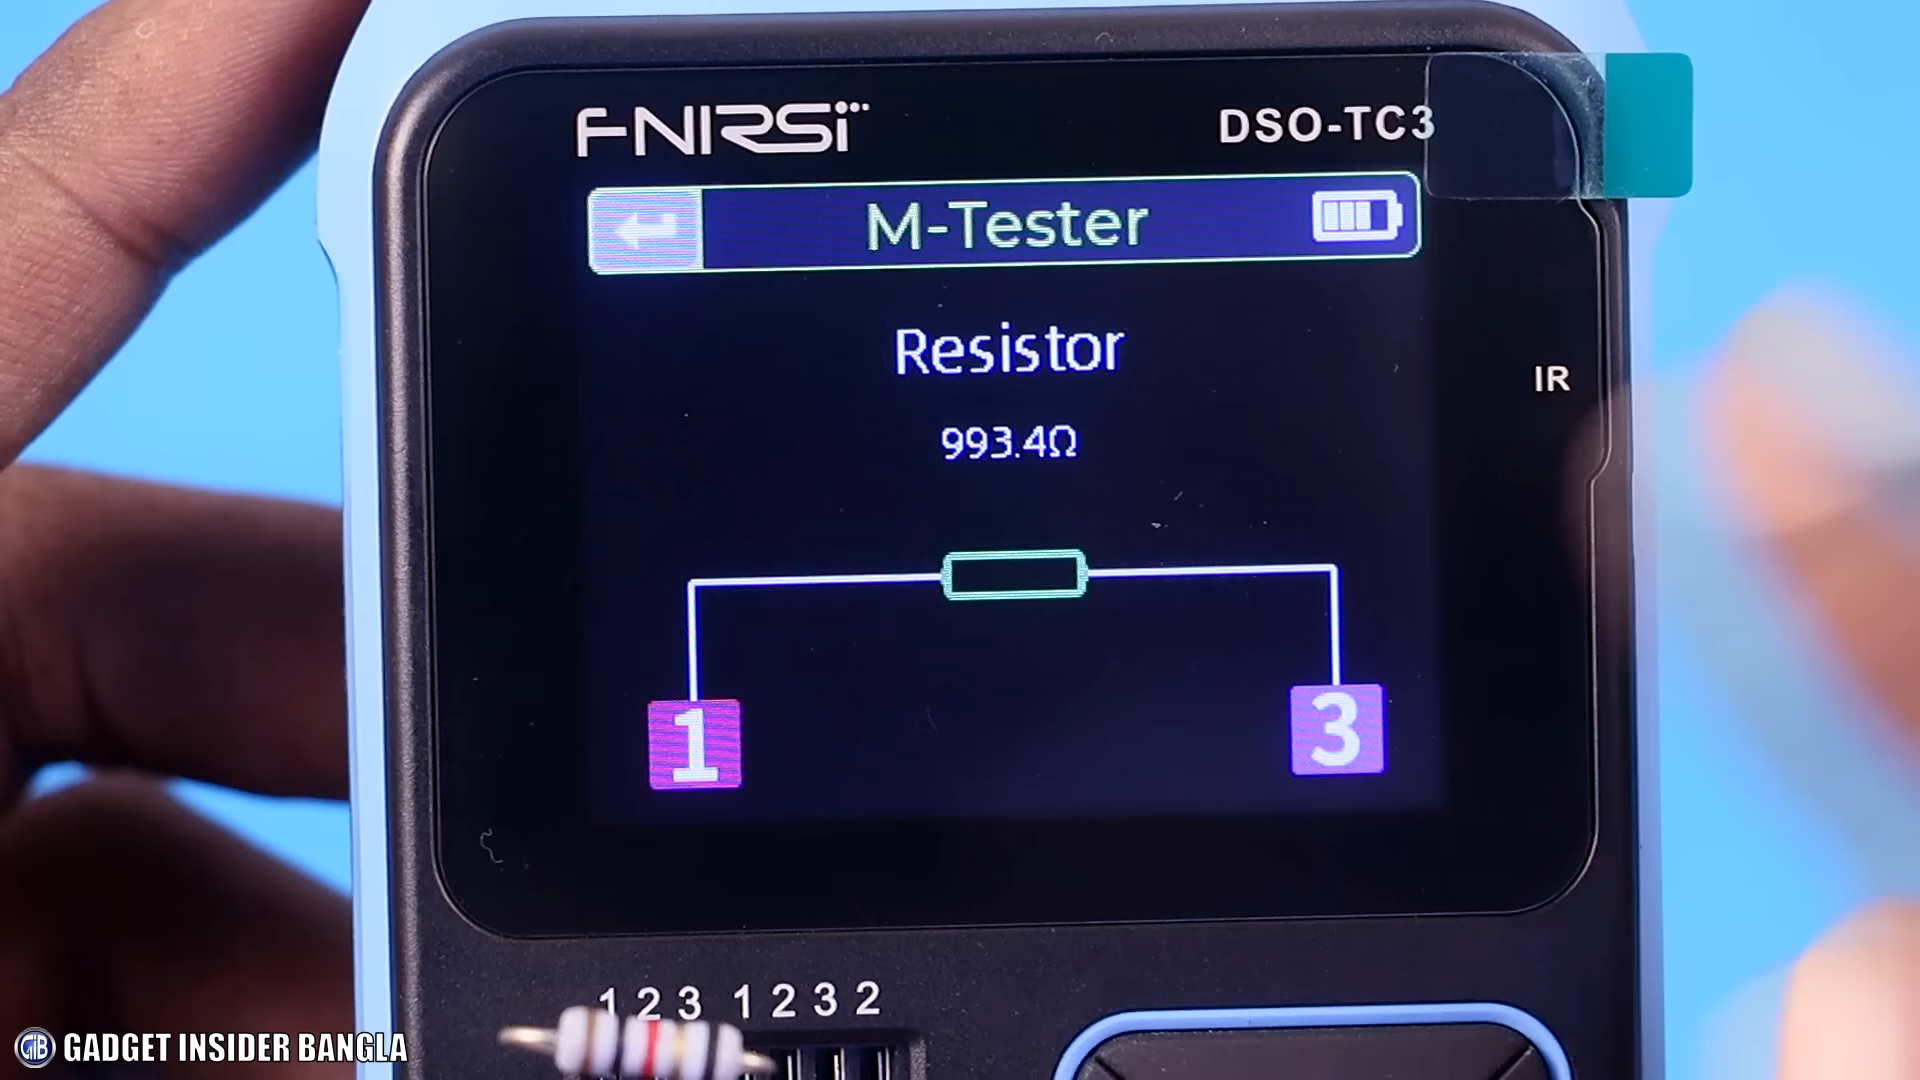 FNIRSI
DSO-TC3
M-Tester
Resistor
IR
993.4Ω
1
3
1 2 3 1 2 3 2
GIB GADGET INSIDER BANGLA